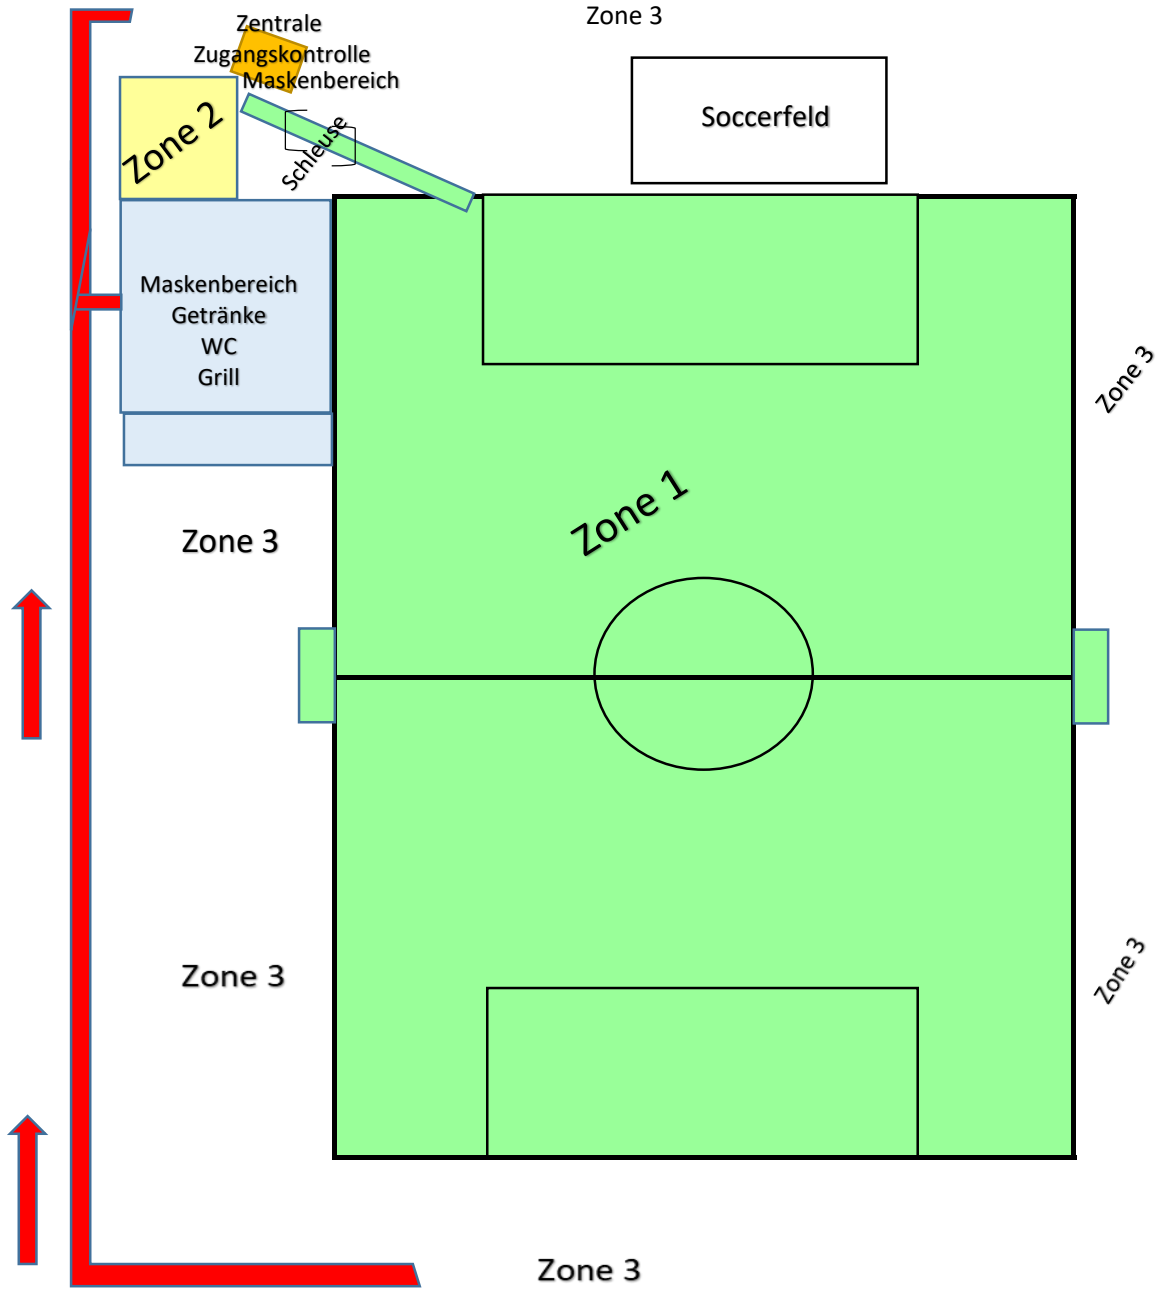 Zone 3
Zentrale
Zugangskontrolle
Maskenbereich
Soccerfeld
Zone 2
Schleuse
Maskenbereich
Getränke
WC
Grill
Zone 3
Zone 1
Zone 3
Zone 3
Zone 3
Zone 3